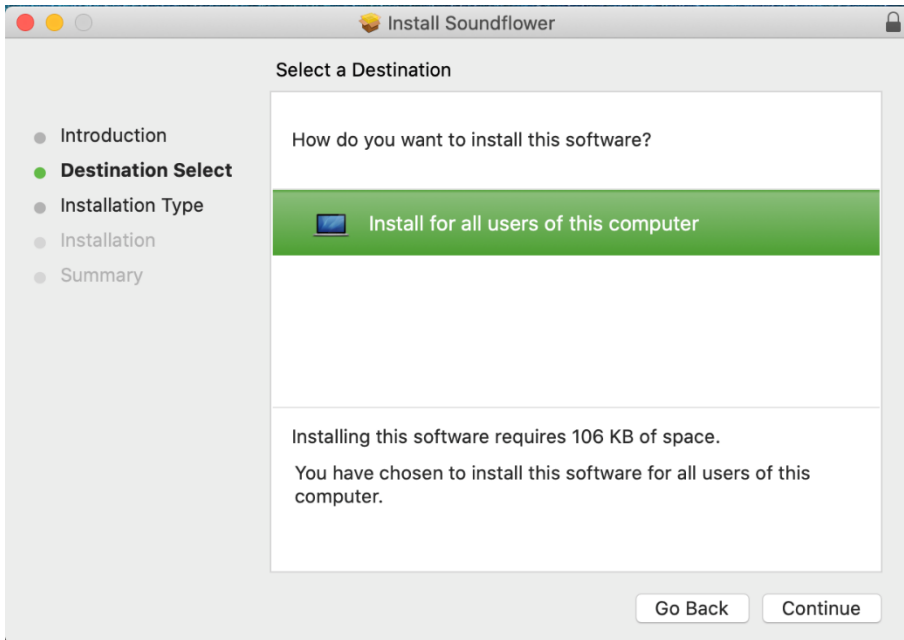 Install Soundflower
Select a Destination
Introduction
Destination Select
Installation Type
Installation
Summary
How do you want to install this software?
Install for all users of this computer
Installing this software requires 106 KB of space.
You have chosen to install this software for all users of this
computer.
Go Back
Continue